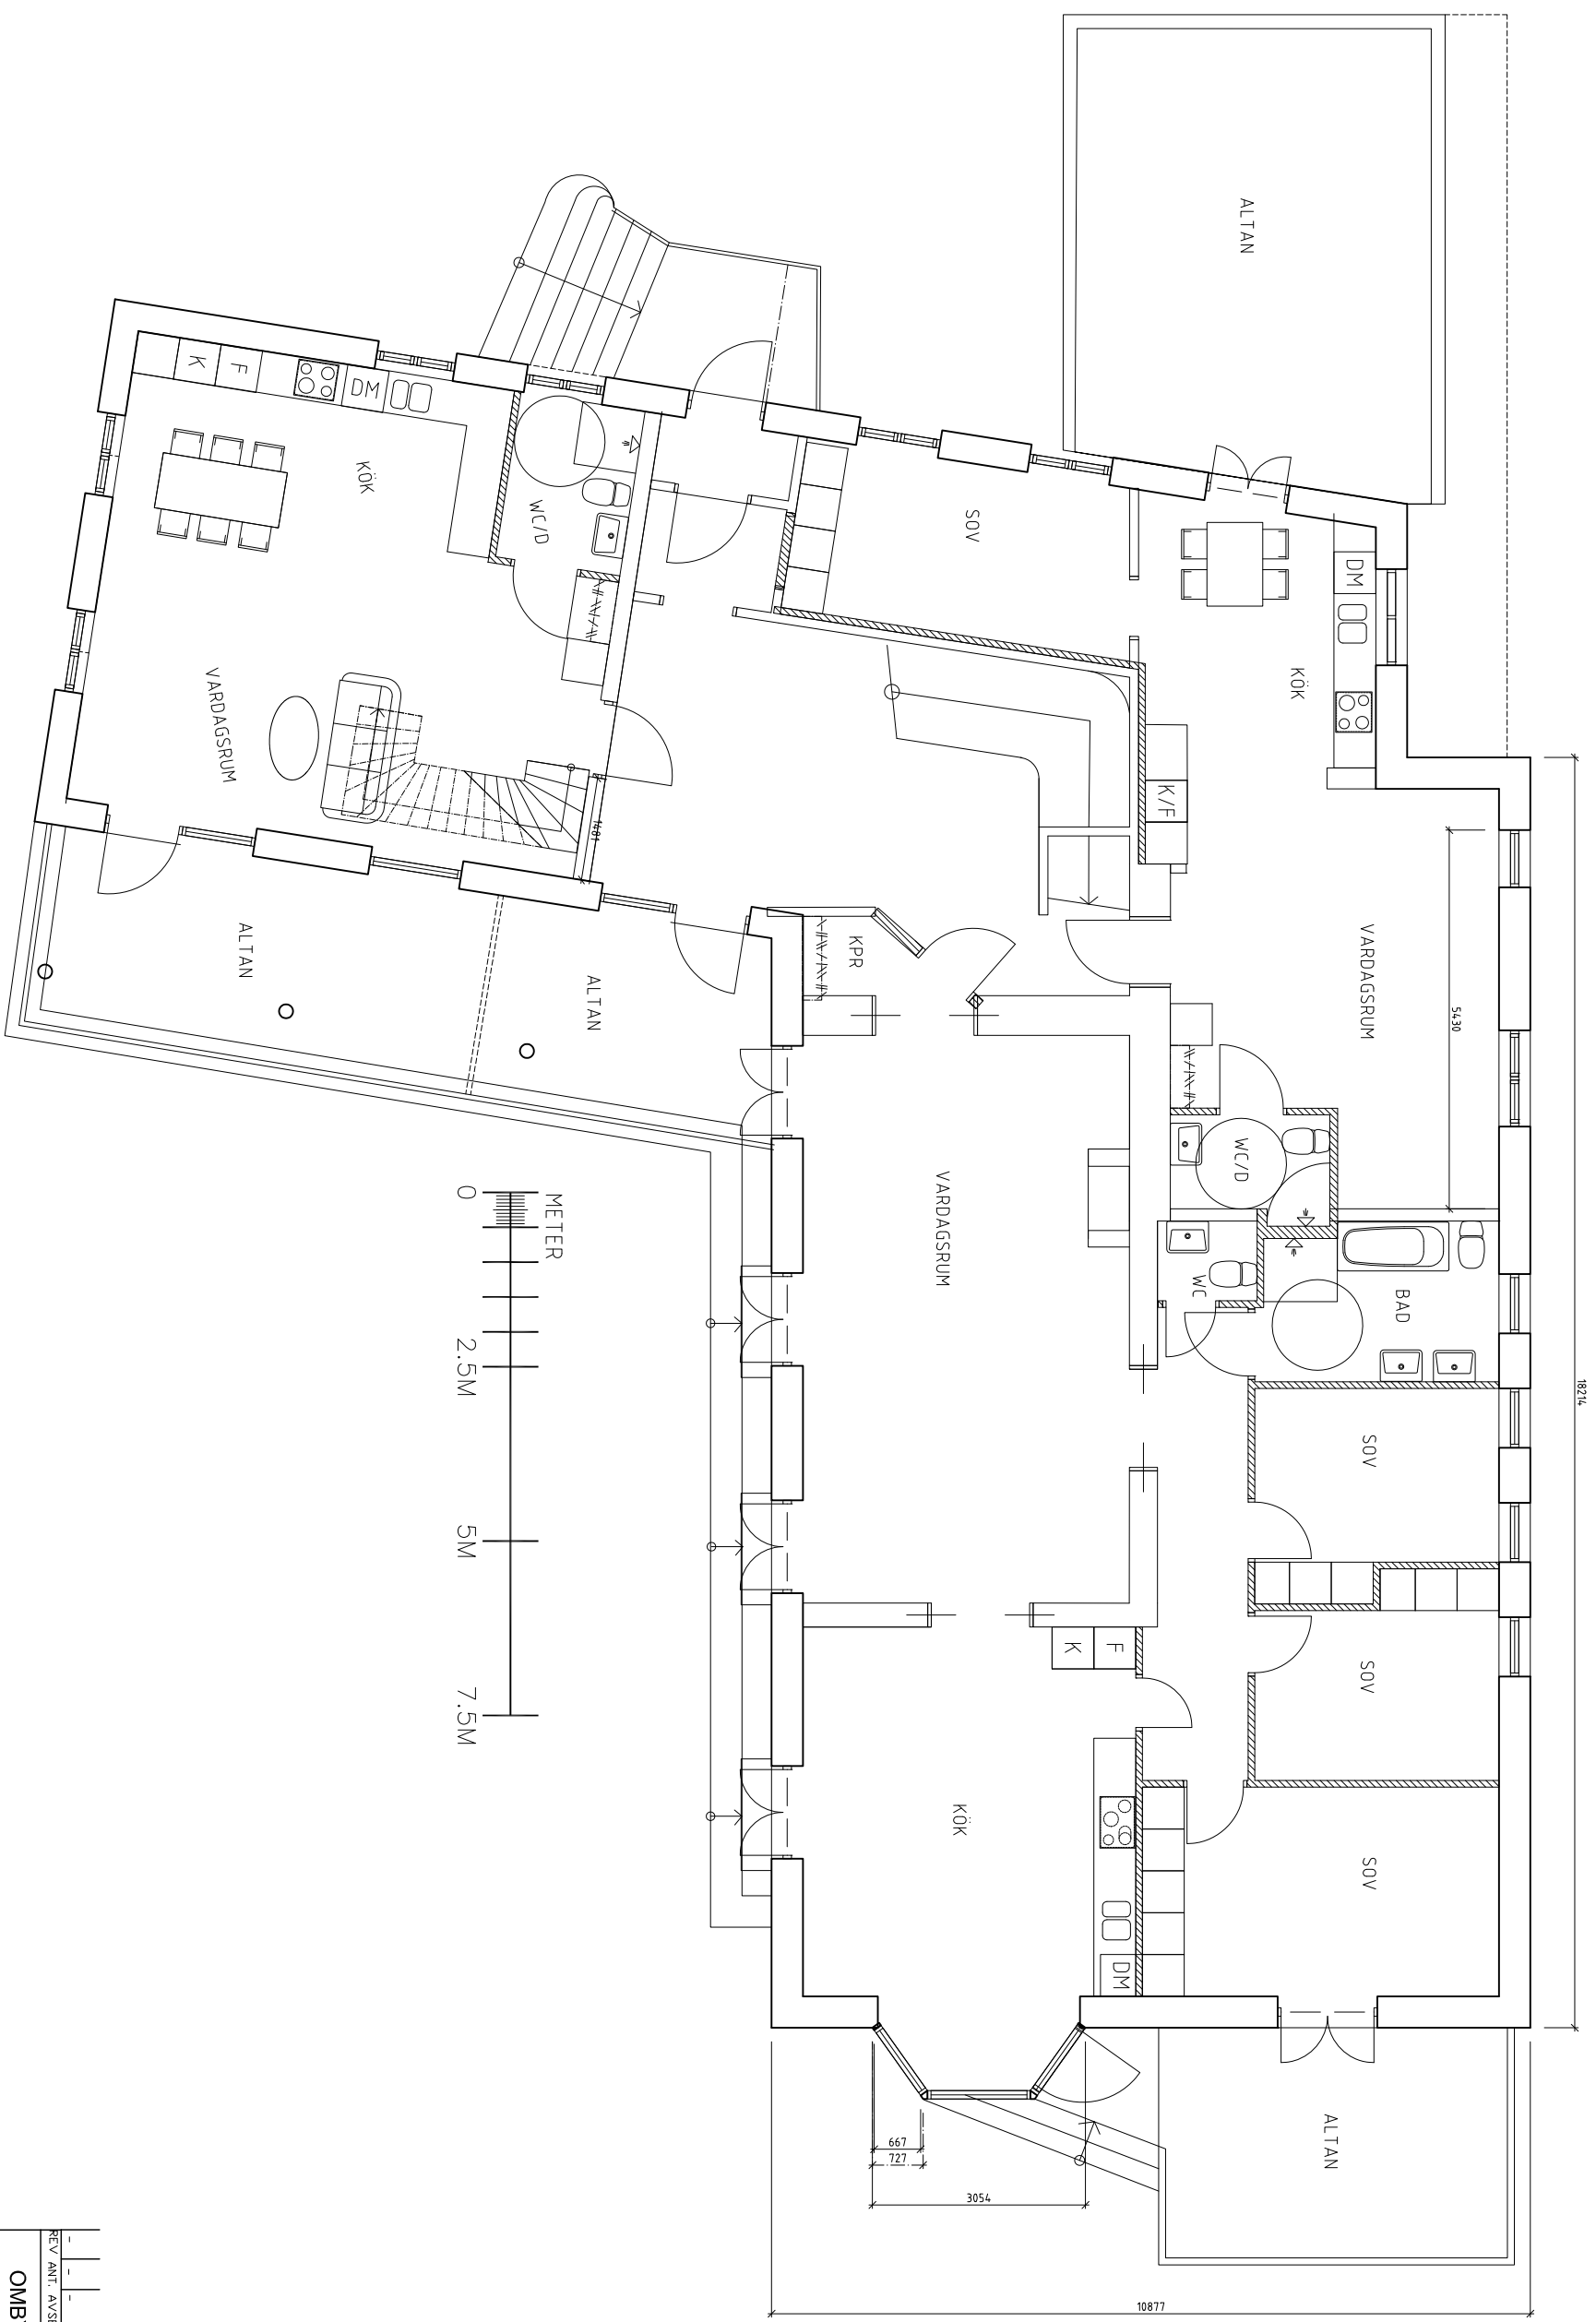 ALTAN
SOV
KÖK
DM
K/F
VARDAGSRUM
5430
WC/D
WC
BAD
SOV
SOV
SOV
18214
K
F
DM
KÖK
WC/D
VARDAGSRUM
1481
ALTAN
ALTAN
KPR
VARDAGSRUM
K
F
KÖK
DM
ALTAN
667
727
3054
10877
METER
0
2.5M
5M
7.5M
- - -
REV ANT. AVSE
OMB